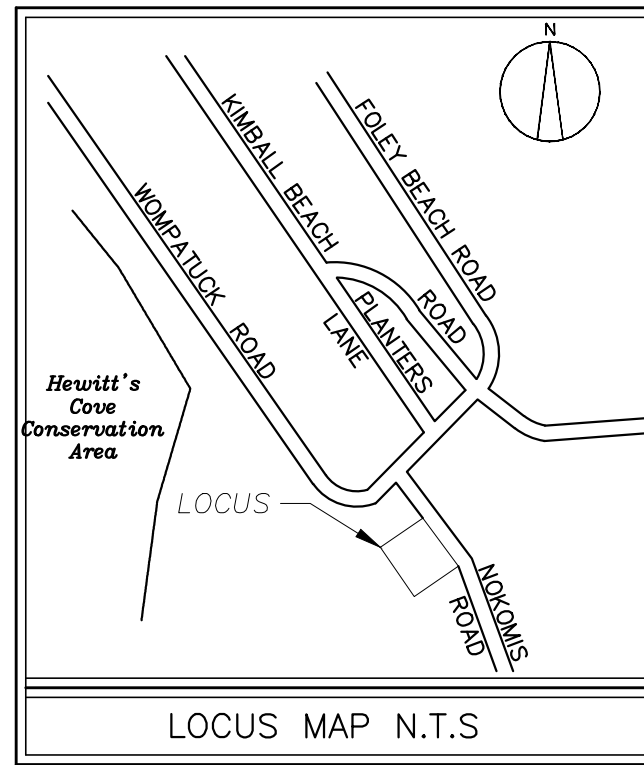 N
KIMBALL BEACH
ROAD
FOLEY BEACH ROAD
WOMPATUCK ROAD
PLANTERS
LANE
Hewitt's
Cove
Conservation
Area
LOCUS
NOKOMIS
ROAD
LOCUS MAP N.T.S